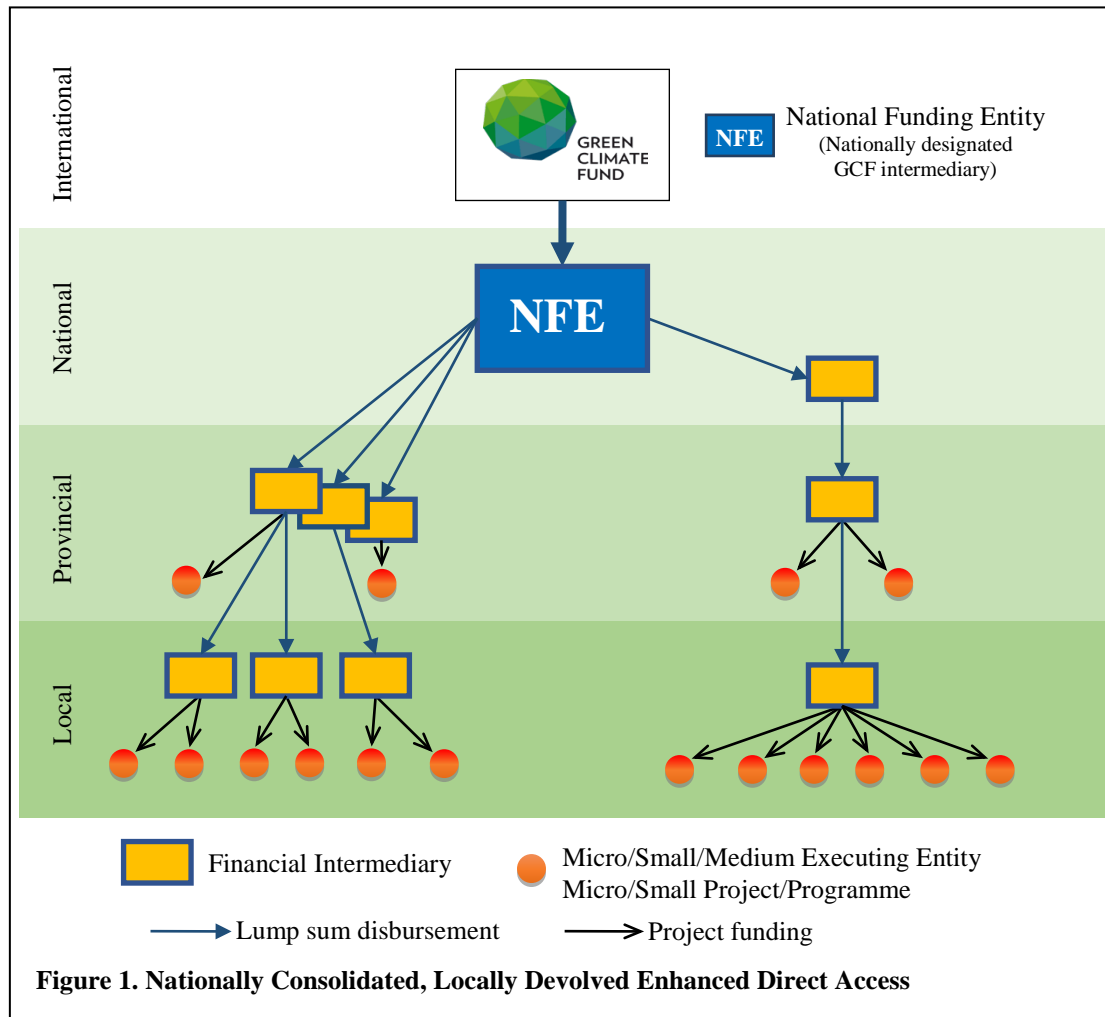 International
GREEN
CLIMATE
FUND
NFE
National Funding Entity
(Nationally designated
GCF intermediary)
National
NFE
Provincial
Local
Financial Intermediary
Micro/Small/Medium Executing Entity
Micro/Small Project/Programme
Lump sum disbursement
Project funding
Figure 1. Nationally Consolidated, Locally Devolved Enhanced Direct Access